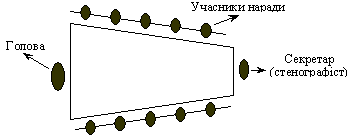 Учасники наради
Голова
Секретар
(стенографіст)